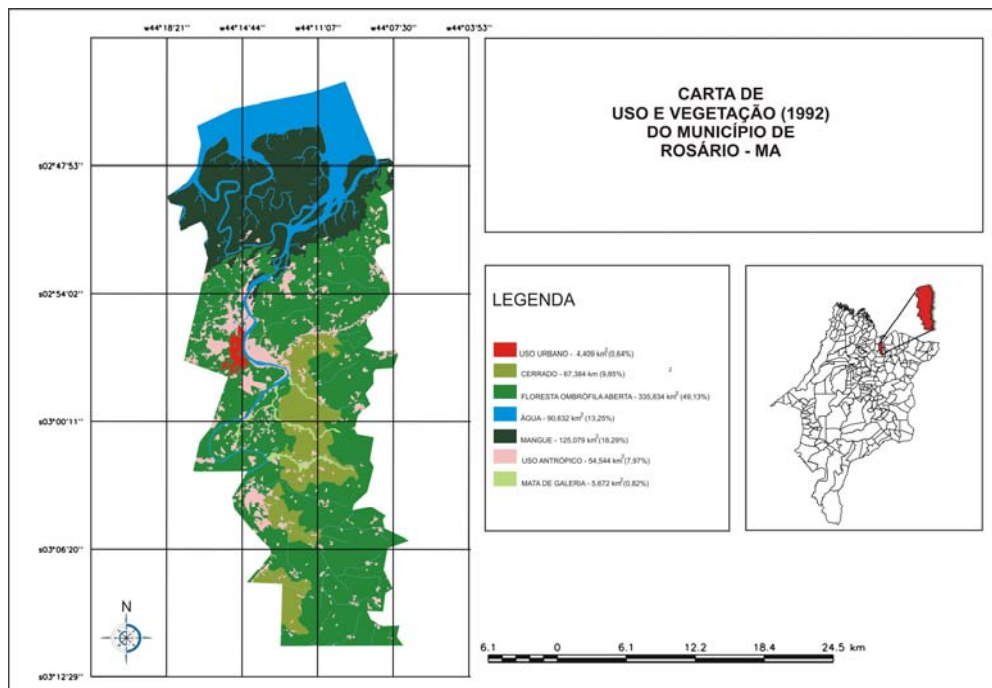 w44°18'21'' w44°14'44'' w44°11'07'' w44°07'30'' w44°03'53''
CARTA DE
USO E VEGETAÇÃO (1992)
DO MUNICÍPIO DE
ROSÁRIO - MA
s02°47'53''
s02°54'02''
s03°00'11''
s03°06'20''
s03°12'29''
N
LEGENDA
USO URBANO - 4,409 km²(0,64%)
CERRADO - 67,384 km (9,85%) 2
FLORESTA OMBRÓFILA ABERTA - 335,834 km² (49,13%)
ÁGUA - 90,632 km² (13,25%)
MANGUE - 125,079 km²(18,29%)
USO ANTRÓPICO - 54,544 km²(7,97%)
MATA DE GALERIA - 5,672 km²(0,82%)
6.1 0 6.1 12.2 18.4 24.5 km